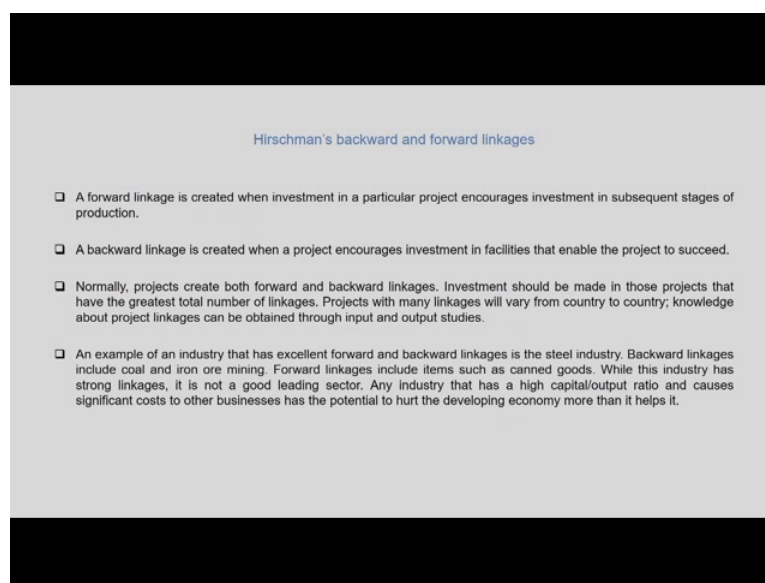 Hirschman's backward and forward linkages
❑ A forward linkage is created when investment in a particular project encourages investment in subsequent stages of
production.
❑ A backward linkage is created when a project encourages investment in facilities that enable the project to succeed.
❑ Normally, projects create both forward and backward linkages. Investment should be made in those projects that
have the greatest total number of linkages. Projects with many linkages will vary from country to country; knowledge
about project linkages can be obtained through input and output studies.
❑ An example of an industry that has excellent forward and backward linkages is the steel industry. Backward linkages
include coal and iron ore mining. Forward linkages include items such as canned goods. While this industry has
strong linkages, it is not a good leading sector. Any industry that has a high capital/output ratio and causes
significant costs to other businesses has the potential to hurt the developing economy more than it helps it.